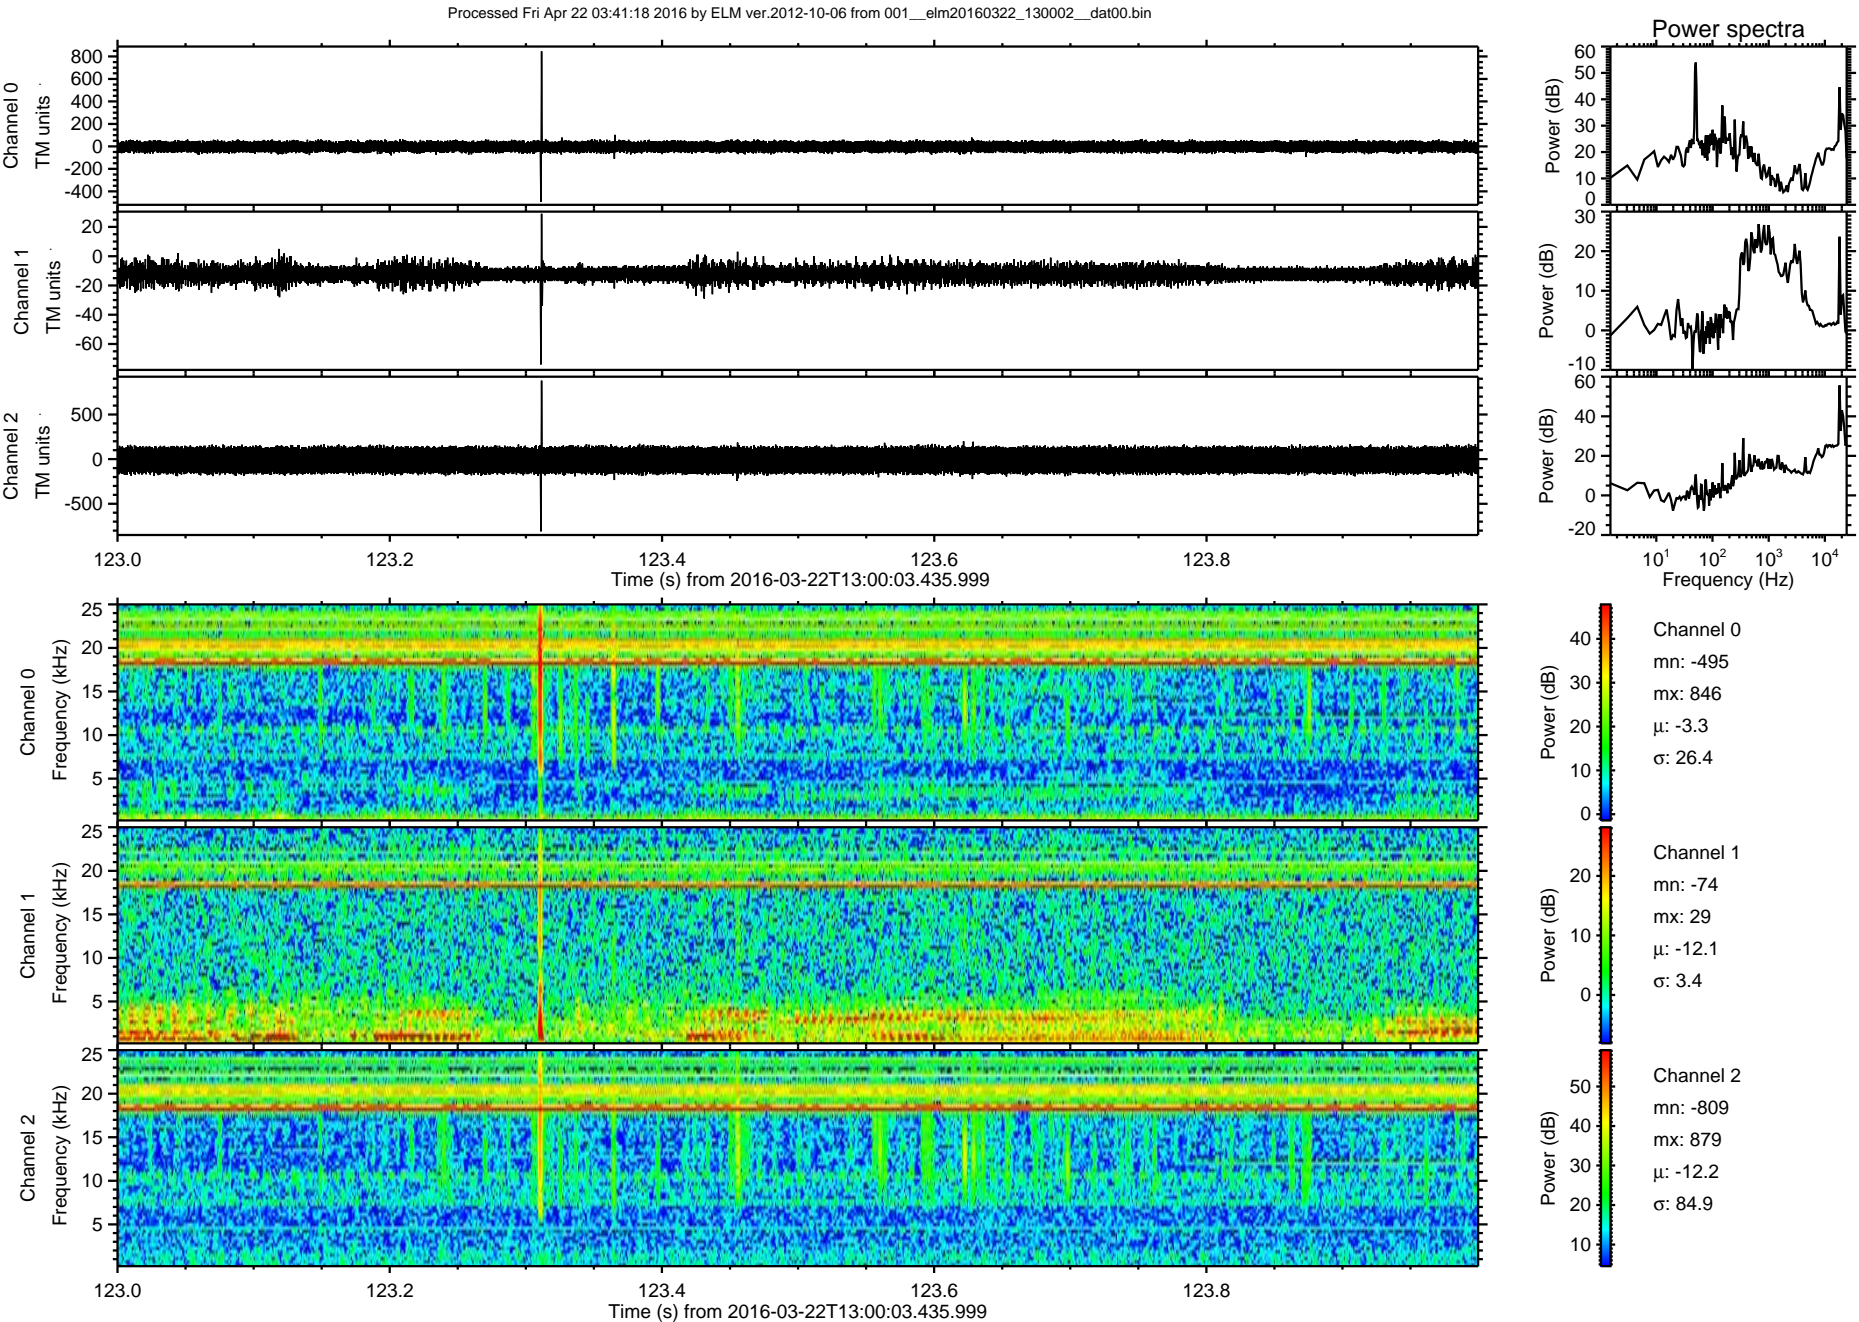 Processed Fri Apr 22 03:41:18 2016 by ELM ver.2012-10-06 from 001__elm20160322_130002__dat00.bin
Power spectra
Channel 0
TM units
800
600
400
200
0
-200
-400
Power (dB)
60
50
40
30
20
10
0
Channel 1
TM units
20
0
-20
-40
-60
Power (dB)
30
20
10
0
-10
Channel 2
TM units
500
0
-500
Power (dB)
60
40
20
0
-20
123.0 123.2 123.4 123.6 123.8
Time (s) from 2016-03-22T13:00:03.435.999
10¹ 10² 10³ 10⁴
Frequency (Hz)
Channel 0
Frequency (kHz)
25
20
15
10
5
Power (dB)
40
30
20
10
0
Channel 0
mn: -495
mx: 846
µ: -3.3
σ: 26.4
Channel 1
Frequency (kHz)
25
20
15
10
5
Power (dB)
20
10
0
Channel 1
mn: -74
mx: 29
µ: -12.1
σ: 3.4
Channel 2
Frequency (kHz)
25
20
15
10
5
Power (dB)
50
40
30
20
10
Channel 2
mn: -809
mx: 879
µ: -12.2
σ: 84.9
123.0 123.2 123.4 123.6 123.8
Time (s) from 2016-03-22T13:00:03.435.999